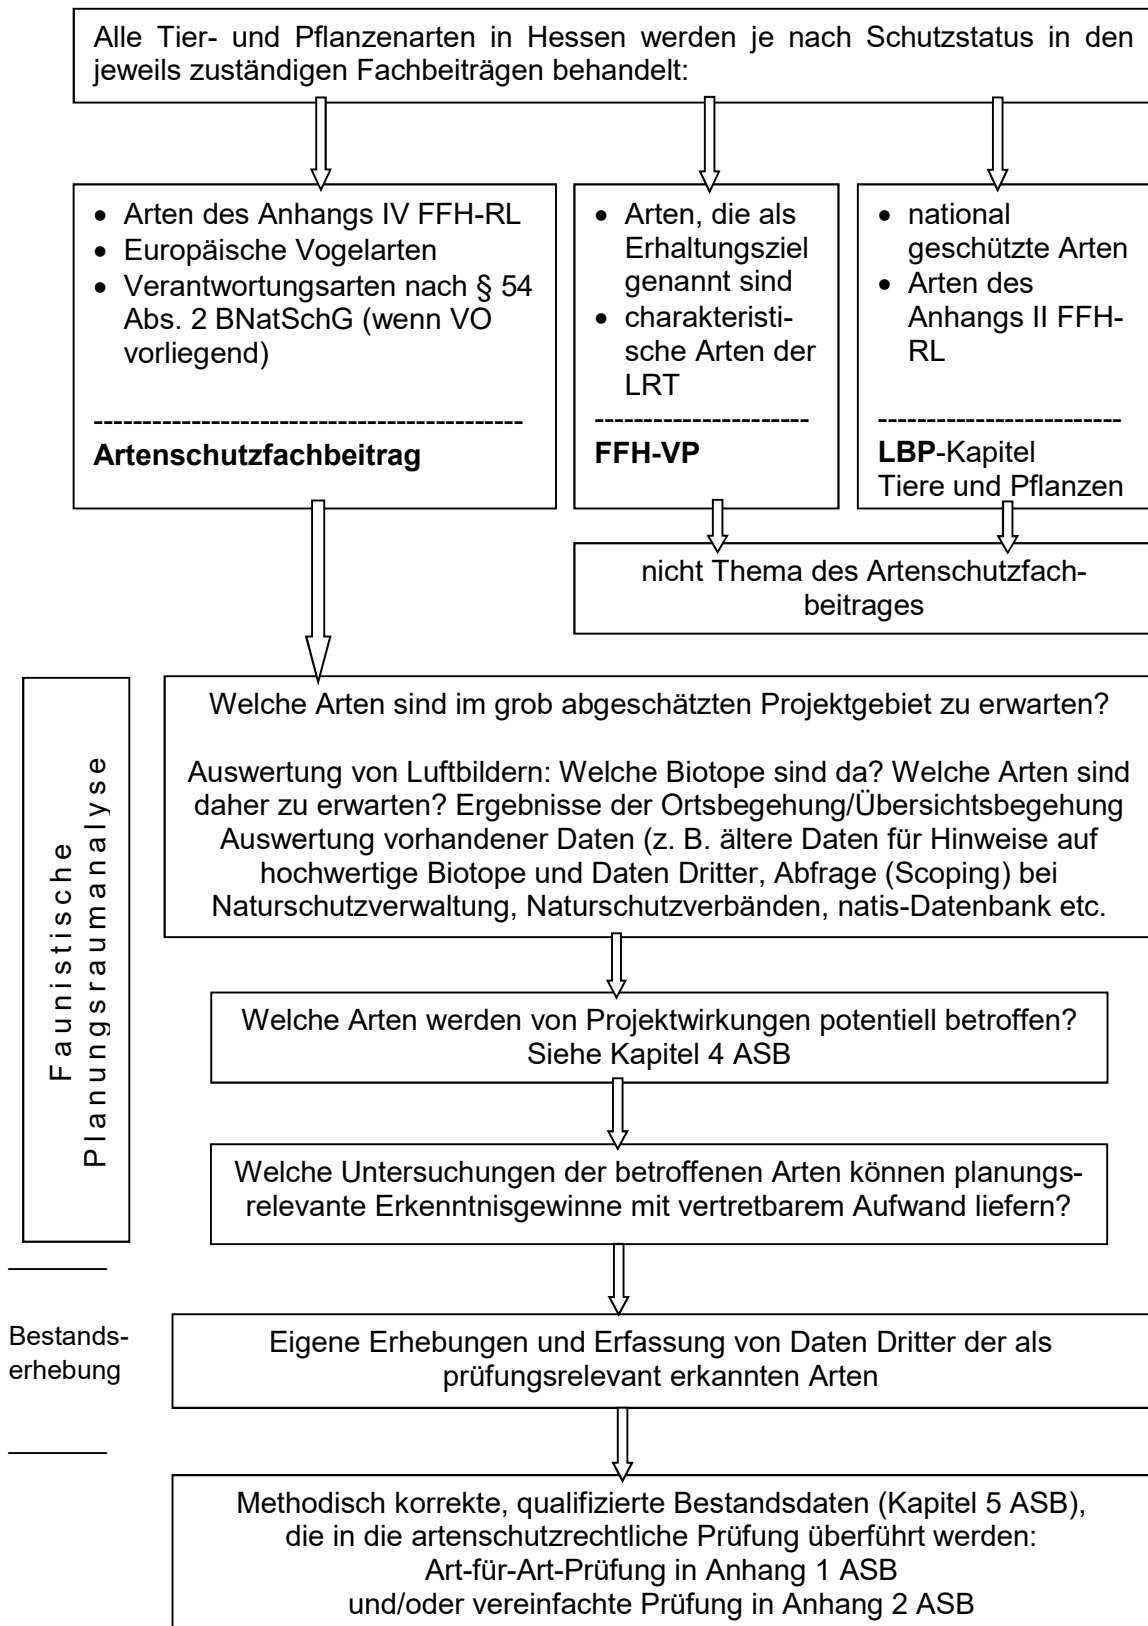 Alle Tier- und Pflanzenarten in Hessen werden je nach Schutzstatus in den
jeweils zuständigen Fachbeiträgen behandelt:
• Arten des Anhangs IV FFH-RL
• Europäische Vogelarten
• Verantwortungsarten nach § 54
Abs. 2 BNatSchG (wenn VO
vorliegend)
--------------------------------------------
Artenschutzfachbeitrag
• Arten, die als
Erhaltungsziel
genannt sind
• charakteristi-
sche Arten der
LRT
----------------------
FFH-VP
• national
geschützte Arten
• Arten des
Anhangs II FFH-
RL
-------------------------
LBP-Kapitel
Tiere und Pflanzen
nicht Thema des Artenschutzfach-
beitrages
Faunistische
Planungsraumanalyse
Welche Arten sind im grob abgeschätzten Projektgebiet zu erwarten?
Auswertung von Luftbildern: Welche Biotope sind da? Welche Arten sind
daher zu erwarten? Ergebnisse der Ortsbegehung/Übersichtsbegehung
Auswertung vorhandener Daten (z. B. ältere Daten für Hinweise auf
hochwertige Biotope und Daten Dritter, Abfrage (Scoping) bei
Naturschutzverwaltung, Naturschutzverbänden, natis-Datenbank etc.
Welche Arten werden von Projektwirkungen potentiell betroffen?
Siehe Kapitel 4 ASB
Welche Untersuchungen der betroffenen Arten können planungs-
relevante Erkenntnisgewinne mit vertretbarem Aufwand liefern?
Bestands-
erhebung
Eigene Erhebungen und Erfassung von Daten Dritter der als
prüfungsrelevant erkannten Arten
Methodisch korrekte, qualifizierte Bestandsdaten (Kapitel 5 ASB),
die in die artenschutzrechtliche Prüfung überführt werden:
Art-für-Art-Prüfung in Anhang 1 ASB
und/oder vereinfachte Prüfung in Anhang 2 ASB